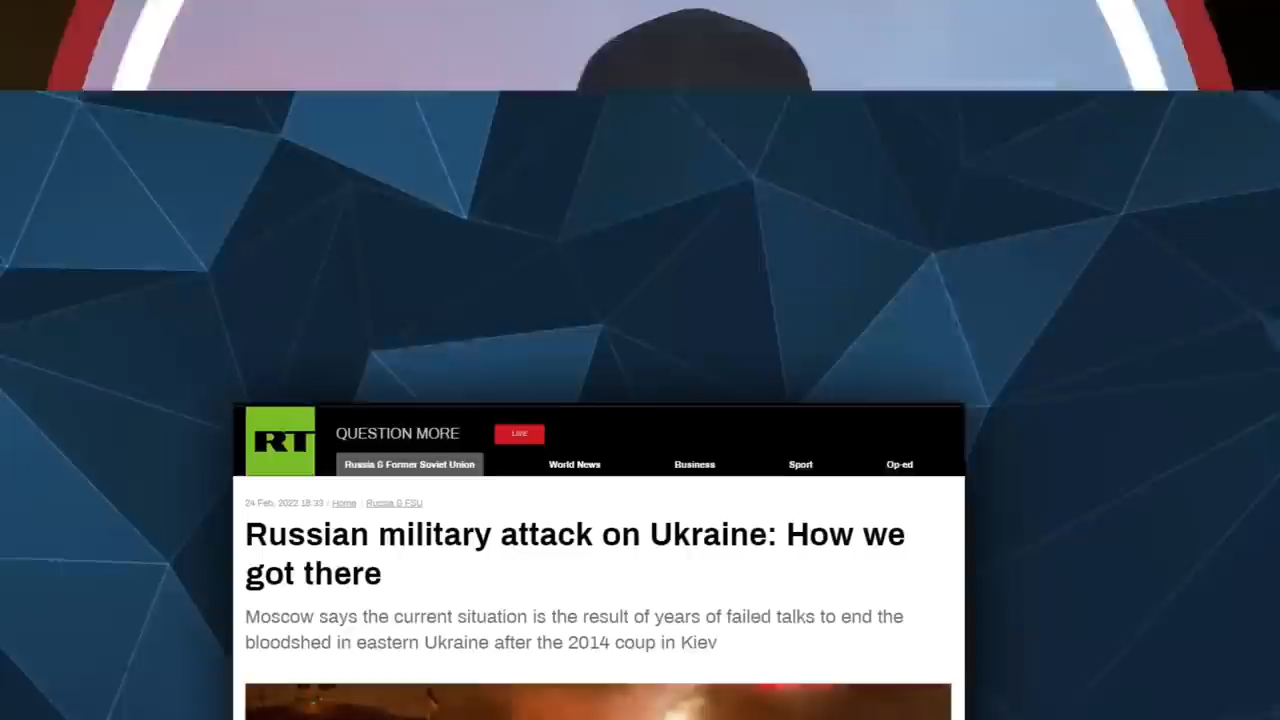 RT
QUESTION MORE
LIVE
Russia & Former Soviet Union
World News
Business
Sport
Op-ed
24 Feb, 2022 18:33 / Home / Russia & FSU
Russian military attack on Ukraine: How we
got there
Moscow says the current situation is the result of years of failed talks to end the
bloodshed in eastern Ukraine after the 2014 coup in Kiev